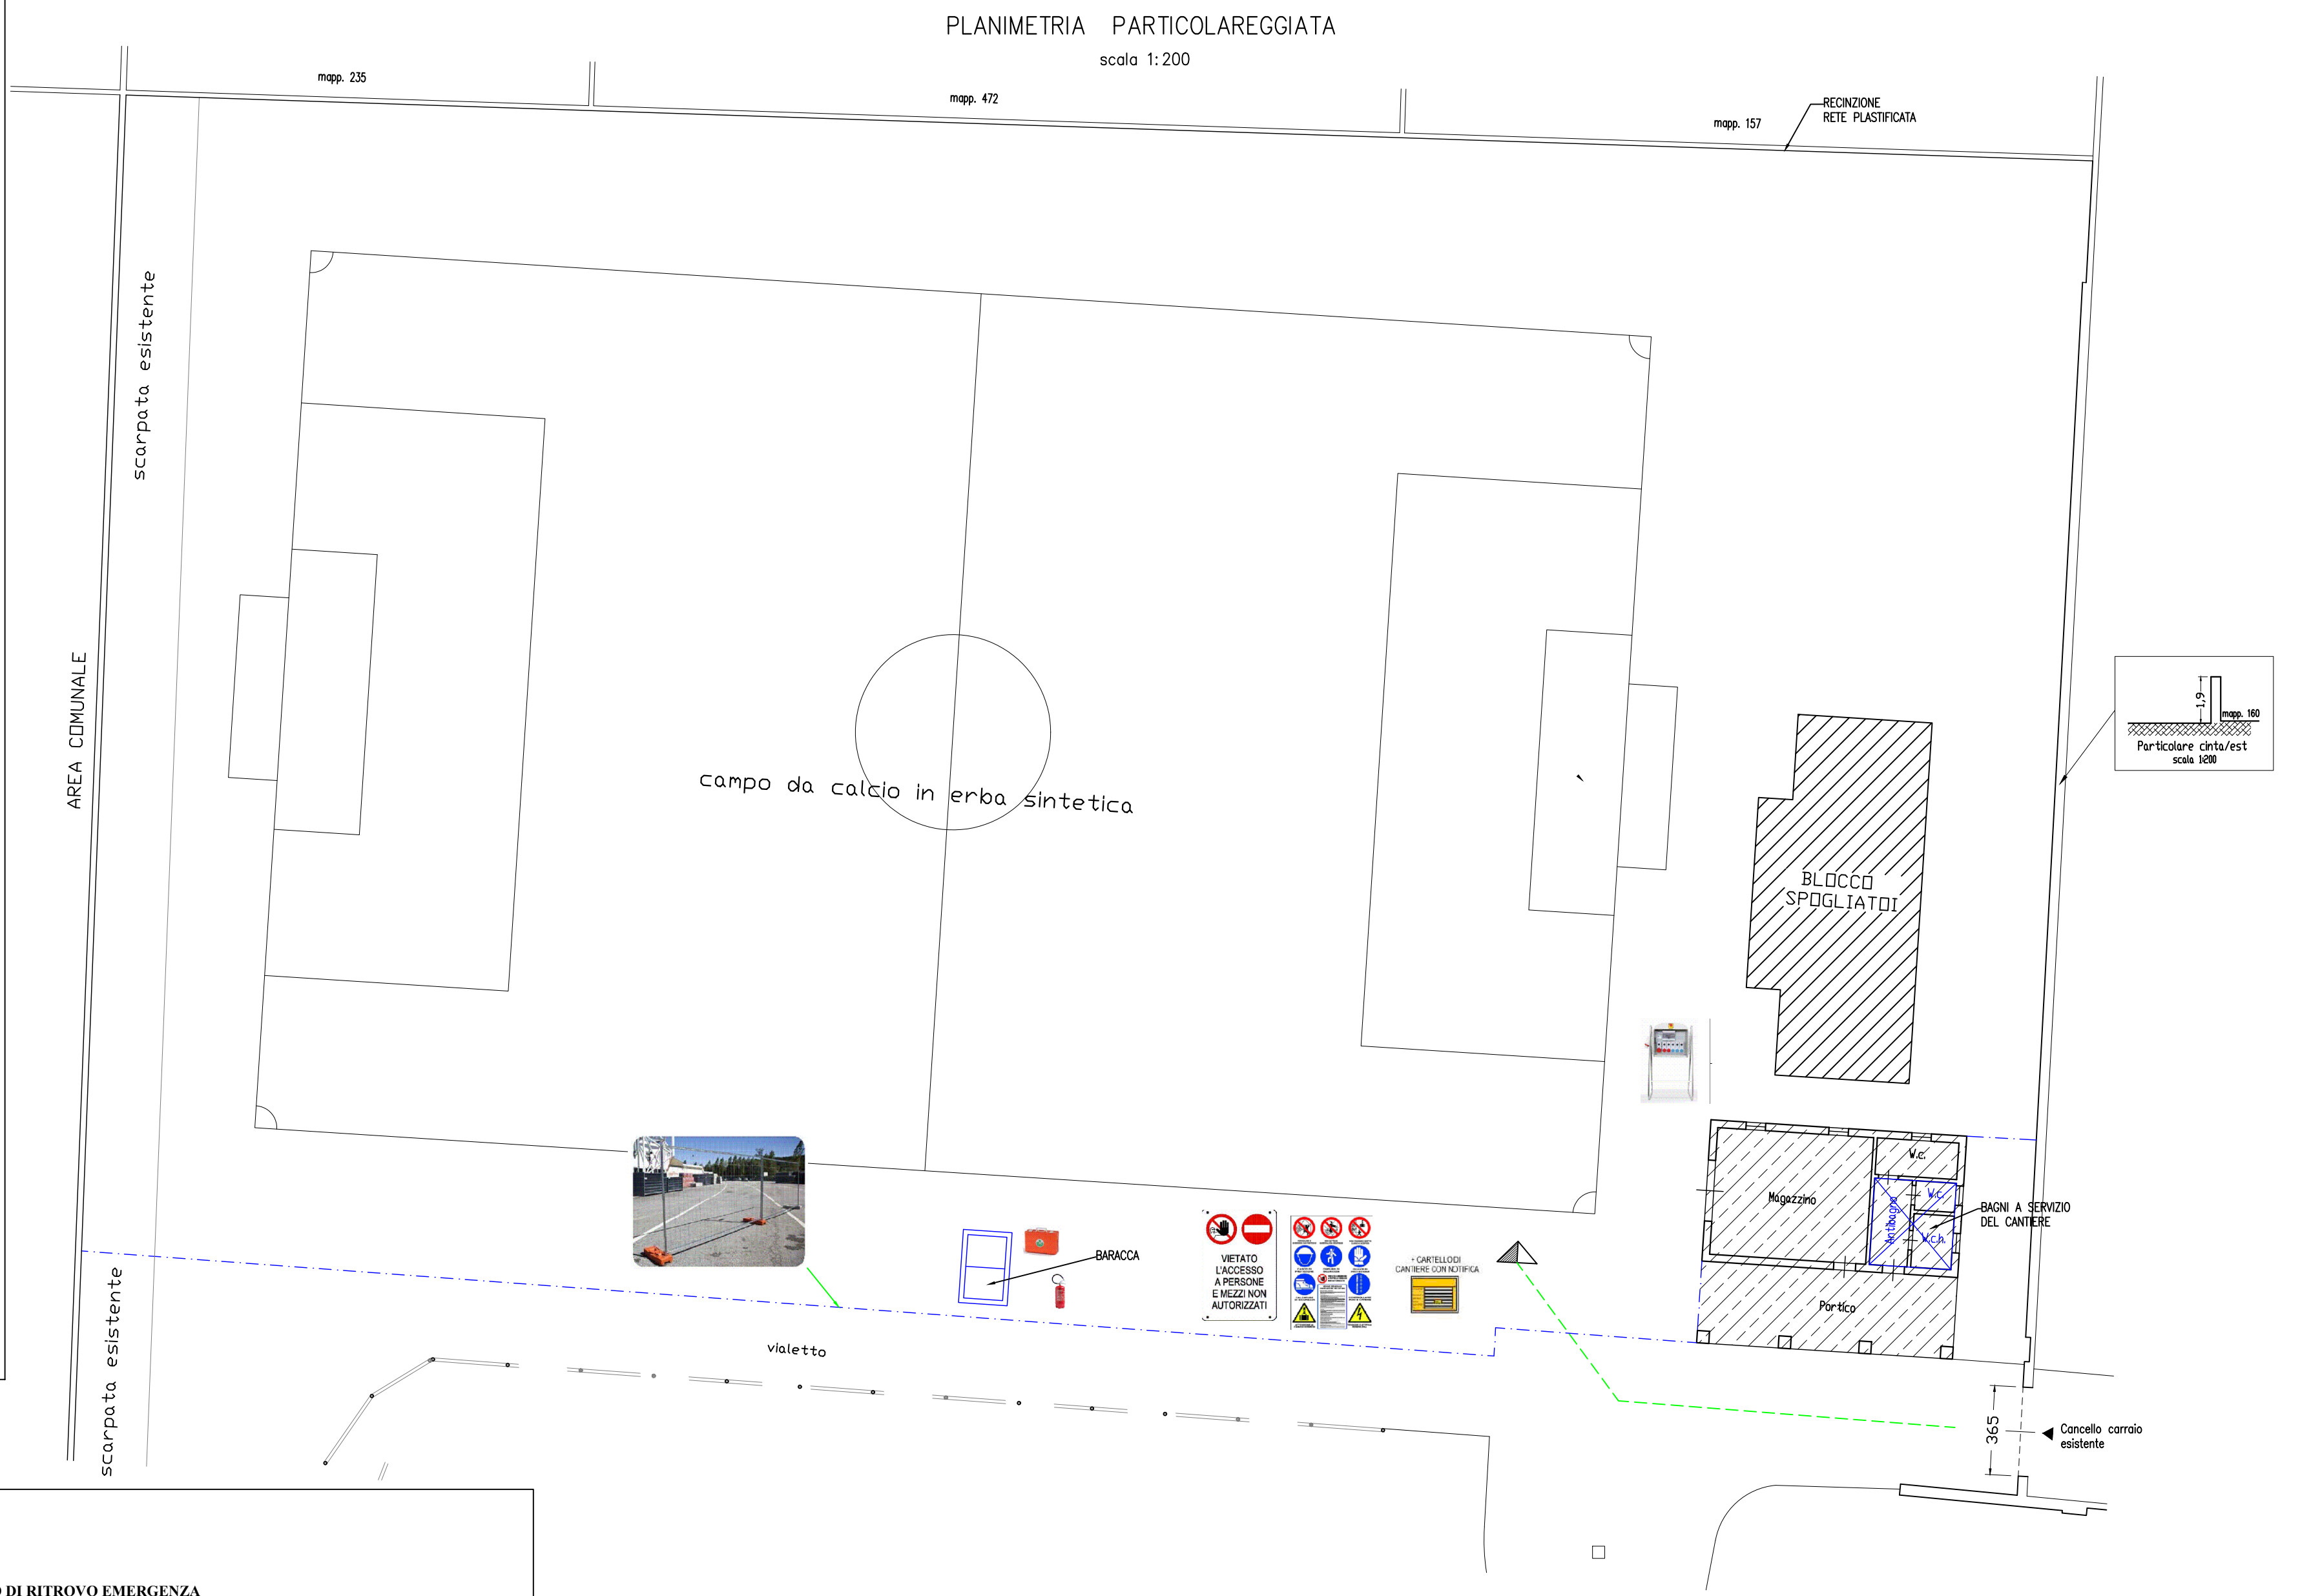 PLANIMETRIA PARTICOLAREGGIATA
scala 1:200
mapp. 235
mapp. 472
mapp. 157
RECINZIONE
RETE PLASTIFICATA
scarpata esistente
AREA COMUNALE
campo da calcio in erba sintetica
BLOCCO
SPOGLIATOI
1,9
mapp. 160
Particolare cinta/est
scala 1:200
W.c.
Magazzino
Antibagno
W.c.
W.c.h.
BAGNI A SERVIZIO
DEL CANTIERE
Portico
BARACCA
VIETATO
L'ACCESSO
A PERSONE
E MEZZI NON
AUTORIZZATI
+ CARTELLO DI
CANTIERE CON NOTIFICA
scarpata esistente
vialetto
365
Cancello carraio
esistente
DI RITROVO EMERGENZA